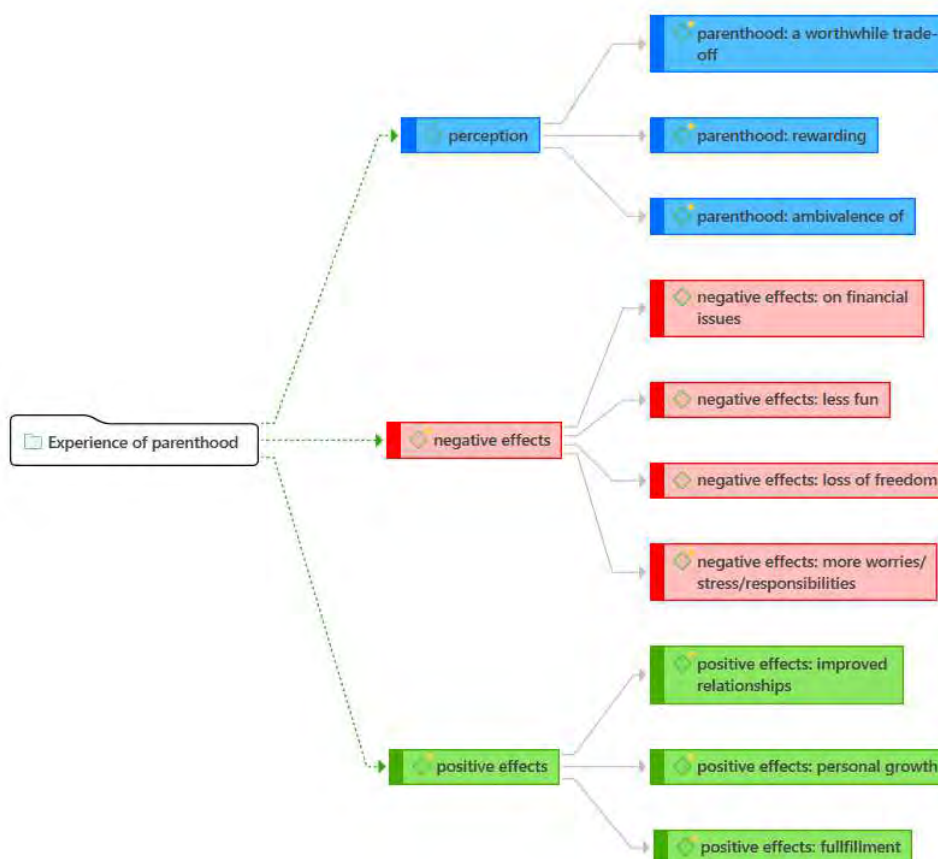 parenthood: a worthwhile trade-
off
perception
parenthood: rewarding
parenthood: ambivalence of
negative effects: on financial
issues
negative effects: less fun
Experience of parenthood
negative effects
negative effects: loss of freedom
negative effects: more worries/
stress/responsibilities
positive effects: improved
relationships
positive effects
positive effects: personal growth
positive effects: fullfillment